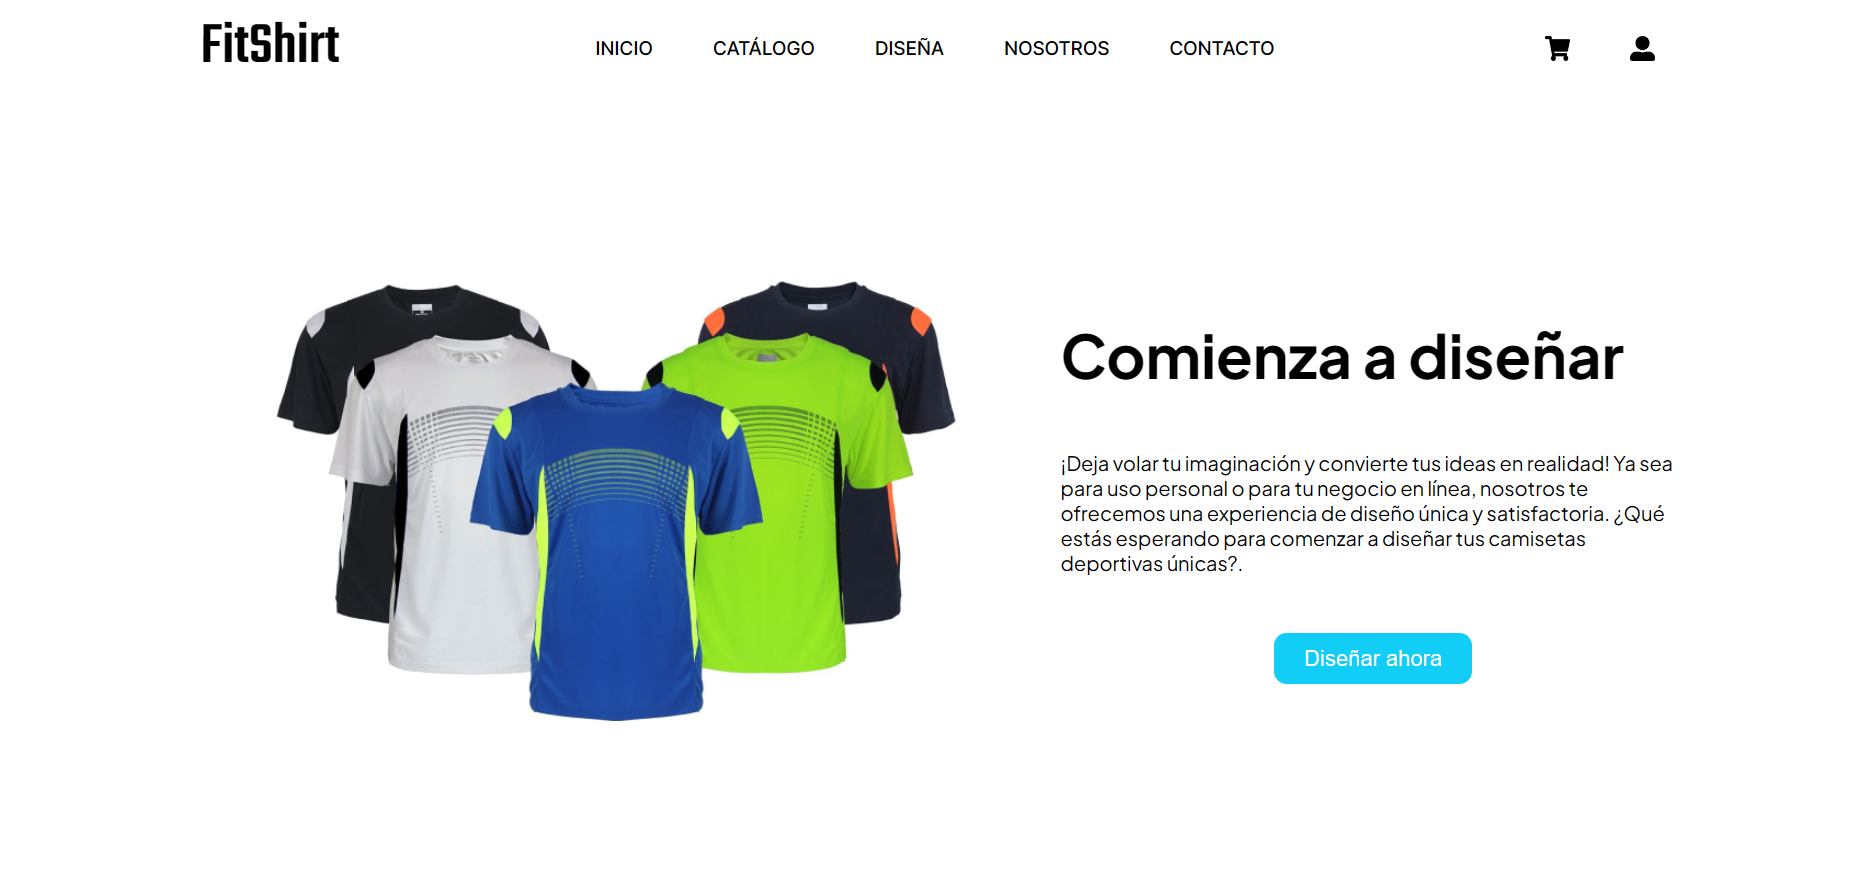 FitShirt
INICIO
CATÁLOGO
DISEÑA
NOSOTROS
CONTACTO
Comienza a diseñar
¡Deja volar tu imaginación y convierte tus ideas en realidad! Ya sea
para uso personal o para tu negocio en línea, nosotros te
ofrecemos una experiencia de diseño única y satisfactoria. ¿Qué
estás esperando para comenzar a diseñar tus camisetas
deportivas únicas?.
Diseñar ahora